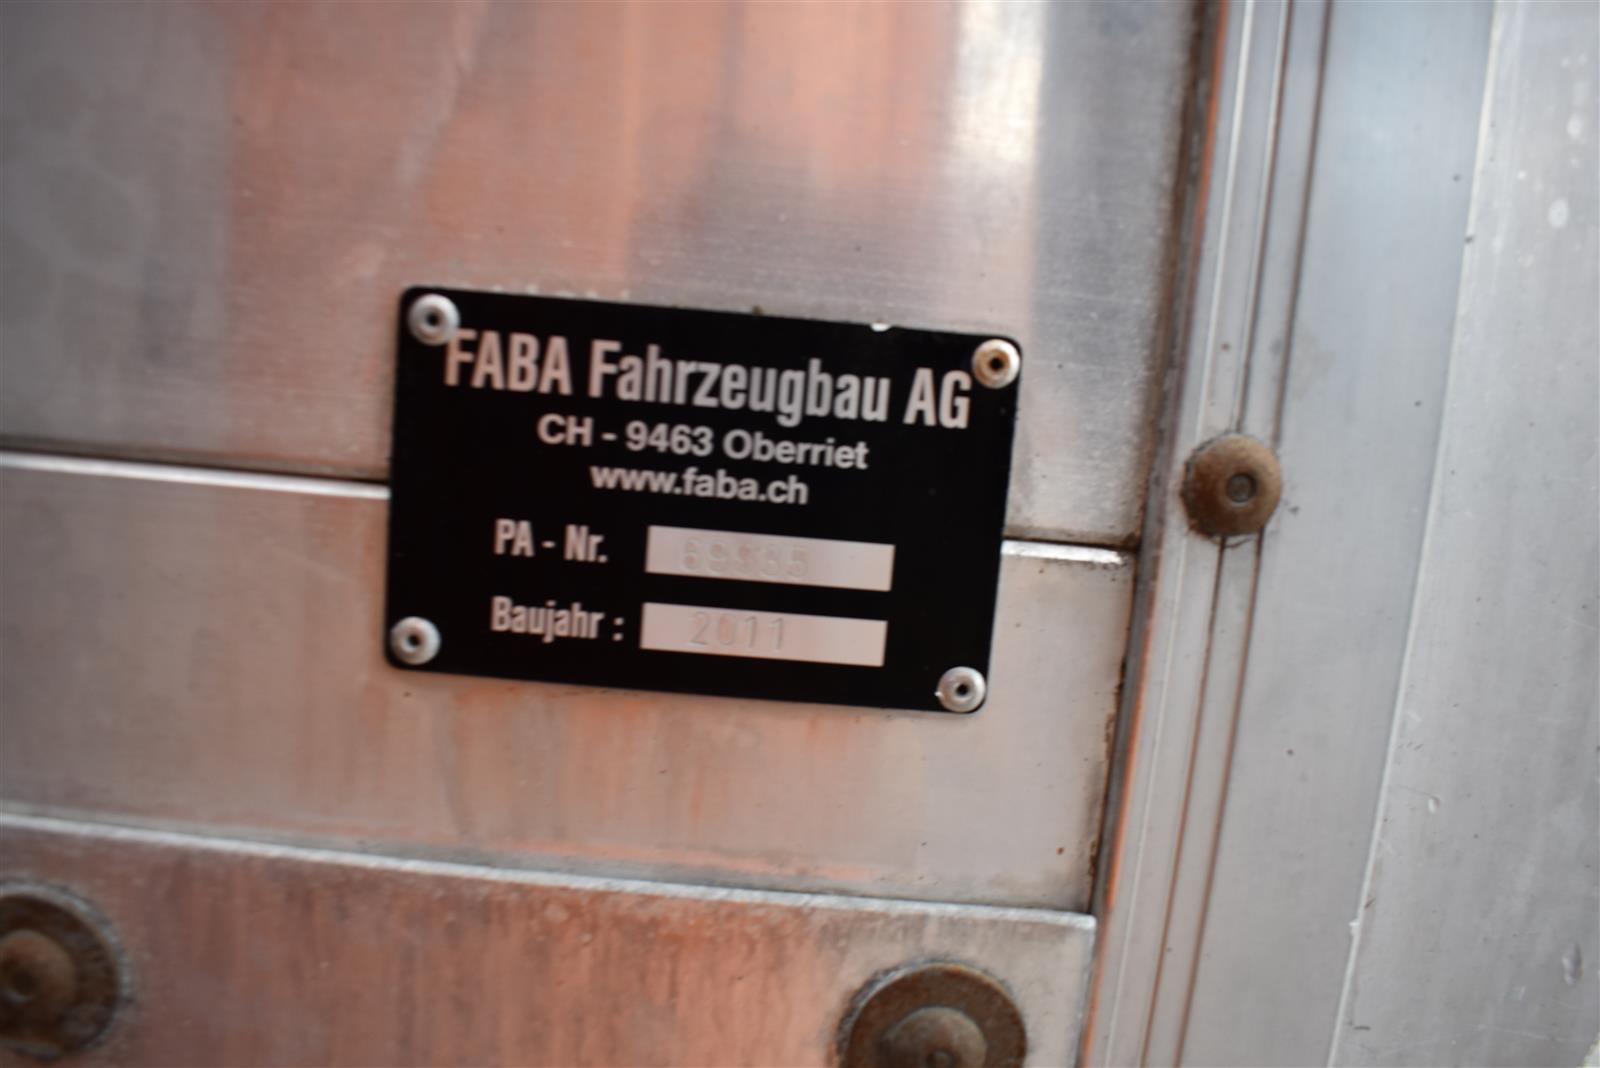 FABA Fahrzeugbau AG
CH - 9463 Oberriet
www.faba.ch
PA - Nr.
Baujahr : 2011